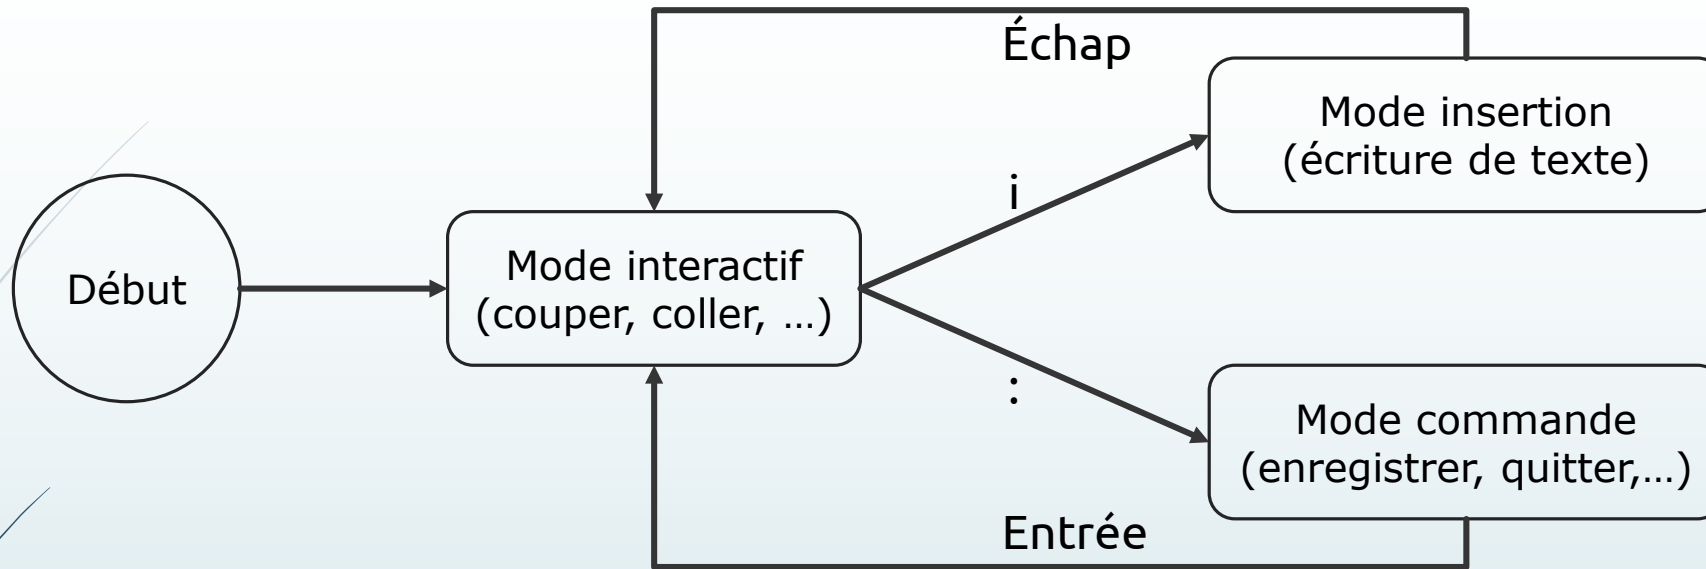 Échap
Mode insertion
(écriture de texte)
i
Début
Mode interactif
(couper, coller, …)
:
Mode commande
(enregistrer, quitter,…)
Entrée